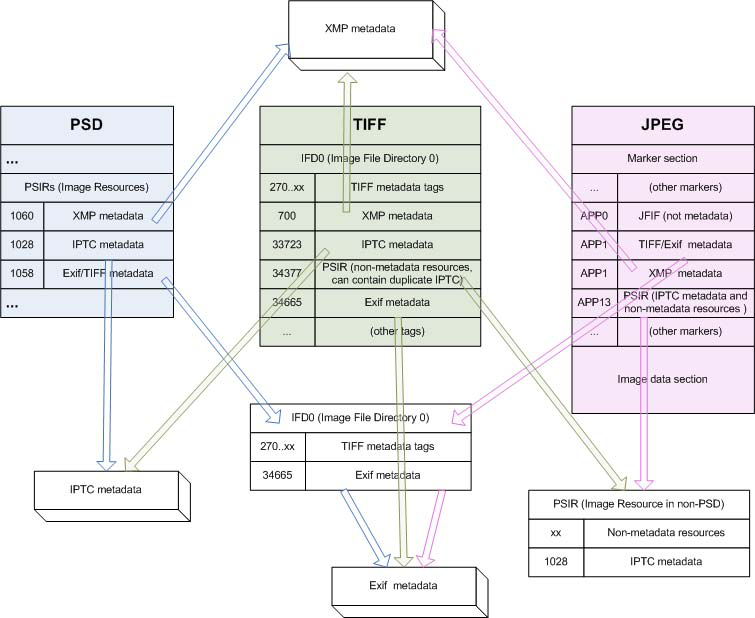 XMP metadata
PSD
...
PSIRs (Image Resources)
1060 XMP metadata
1028 IPTC metadata
1058 Exif/TIFF metadata
...
TIFF
IFD0 (Image File Directory 0)
270..xx TIFF metadata tags
700 XMP metadata
33723 IPTC metadata
34377 PSIR (non-metadata resources,
can contain duplicate IPTC)
34665 Exif metadata
... (other tags)
JPEG
Marker section
... (other markers)
APP0 JFIF (not metadata)
APP1 TIFF/Exif metadata
APP1 XMP metadata
APP13 PSIR (IPTC metadata and
non-metadata resources )
... (other markers)
Image data section
IFD0 (Image File Directory 0)
270..xx TIFF metadata tags
34665 Exif metadata
IPTC metadata
PSIR (Image Resource in non-PSD)
xx Non-metadata resources
1028 IPTC metadata
Exif metadata